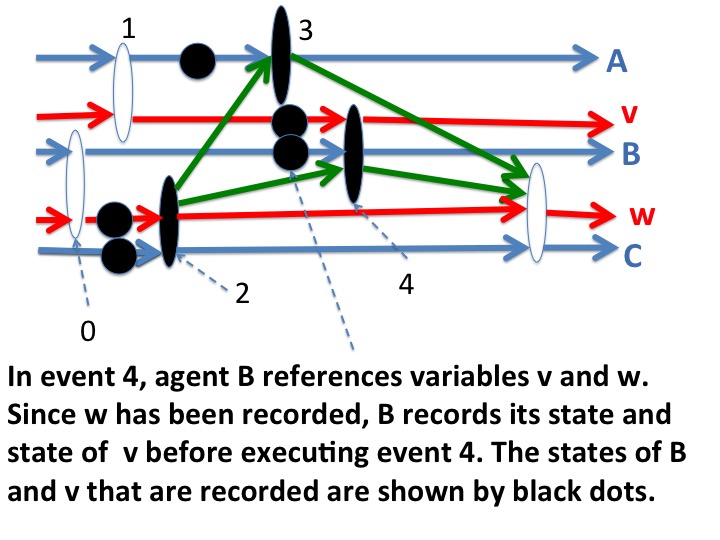 1
3
A
v
B
w
C
2
4
0
In event 4, agent B references variables v and w.
Since w has been recorded, B records its state and
state of v before executing event 4. The states of B
and v that are recorded are shown by black dots.